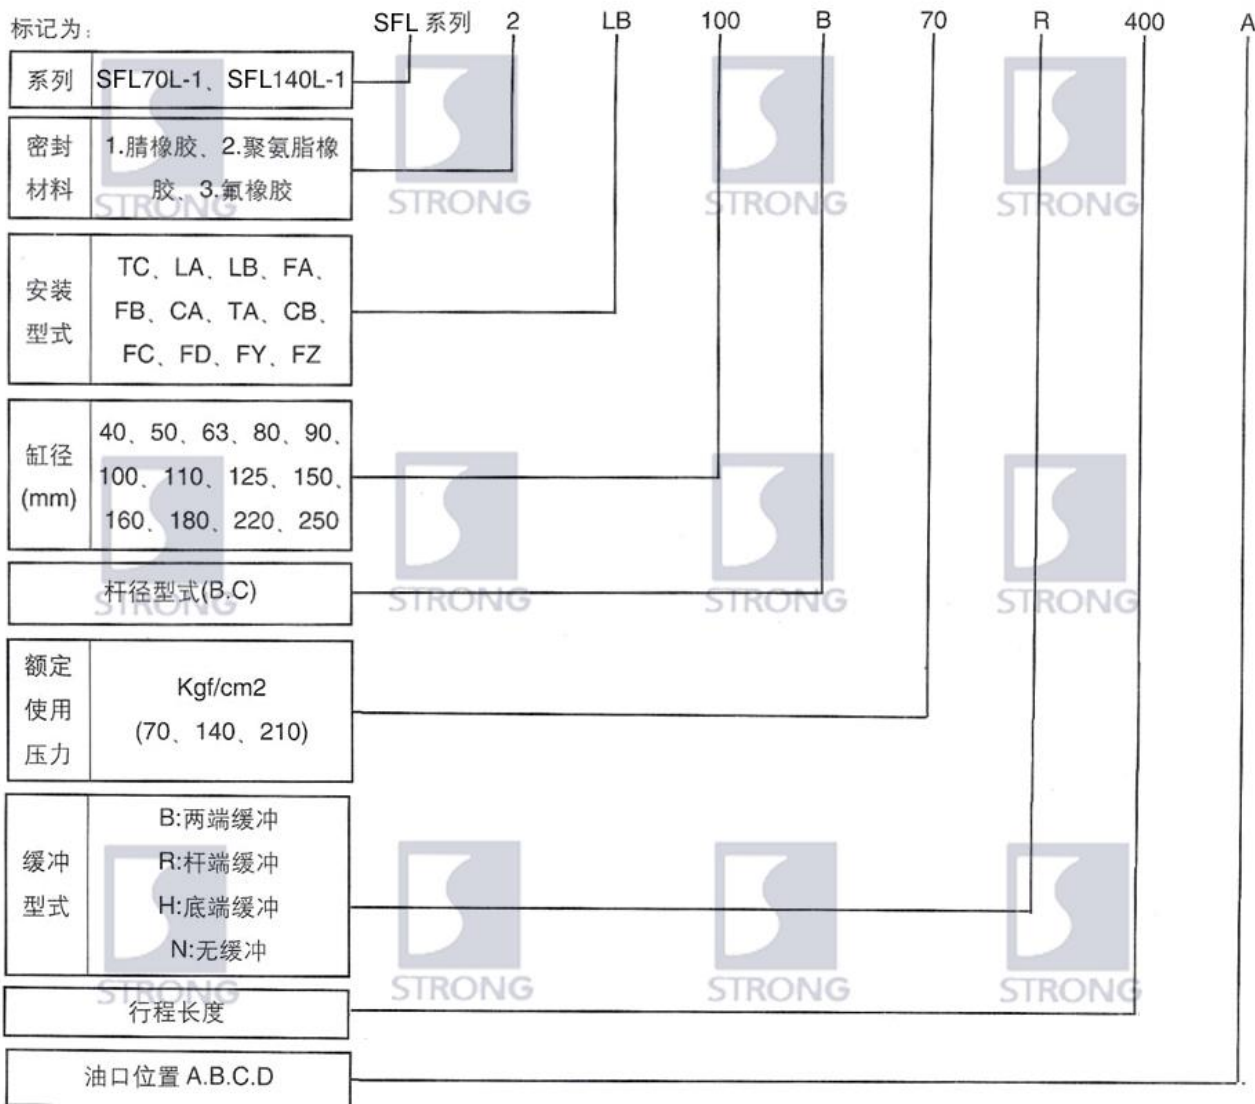 标记为: SFL 系列 2 LB 100 B 70 R 400 A
系列 SFL70L-1、SFL140L-1
密封材料
1.腈橡胶、2.聚氨脂橡
胶、3.氟橡胶
安装型式
TC、LA、LB、FA、
FB、CA、TA、CB、
FC、FD、FY、FZ
缸径
(mm)
40、50、63、80、90、
100、110、125、150、
160、180、220、250
杆径型式(B.C)
额定
使用
压力
Kgf/cm2
(70、140、210)
缓冲
型式
B:两端缓冲
R:杆端缓冲
H:底端缓冲
N:无缓冲
行程长度
油口位置 A.B.C.D
STRONG
STRONG
STRONG
STRONG
STRONG
STRONG
STRONG
STRONG
STRONG
STRONG
STRONG
STRONG